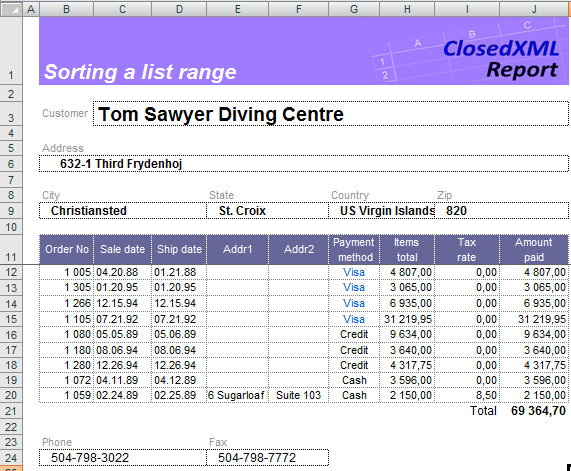 A B C D E F G H I J
1 Sorting a list range A B C 1 2 ClosedXML
Report
2
3 Customer Tom Sawyer Diving Centre
4
5 Address
6 632-1 Third Frydenhoj
7
8 City State Country Zip
9 Christiansted St. Croix US Virgin Islands 820
10
11 Order No Sale date Ship date Addr1 Addr2 Payment method Items total Tax rate Amount paid
12 1 005 04.20.88 01.21.88 Visa 4 807,00 0,00 4 807,00
13 1 305 01.20.95 01.20.95 Visa 3 065,00 0,00 3 065,00
14 1 266 12.15.94 12.15.94 Visa 6 935,00 0,00 6 935,00
15 1 105 07.21.92 07.21.92 Visa 31 219,95 0,00 31 219,95
16 1 080 05.05.89 05.06.89 Credit 9 634,00 0,00 9 634,00
17 1 180 08.06.94 08.06.94 Credit 3 640,00 0,00 3 640,00
18 1 280 12.26.94 12.26.94 Credit 4 317,75 0,00 4 317,75
19 1 072 04.11.89 04.12.89 Cash 3 596,00 0,00 3 596,00
20 1 059 02.24.89 02.25.89 6 Sugarloaf Suite 103 Cash 2 150,00 8,50 2 150,00
21 Total 69 364,70
22
23 Phone Fax
24 504-798-3022 504-798-7772